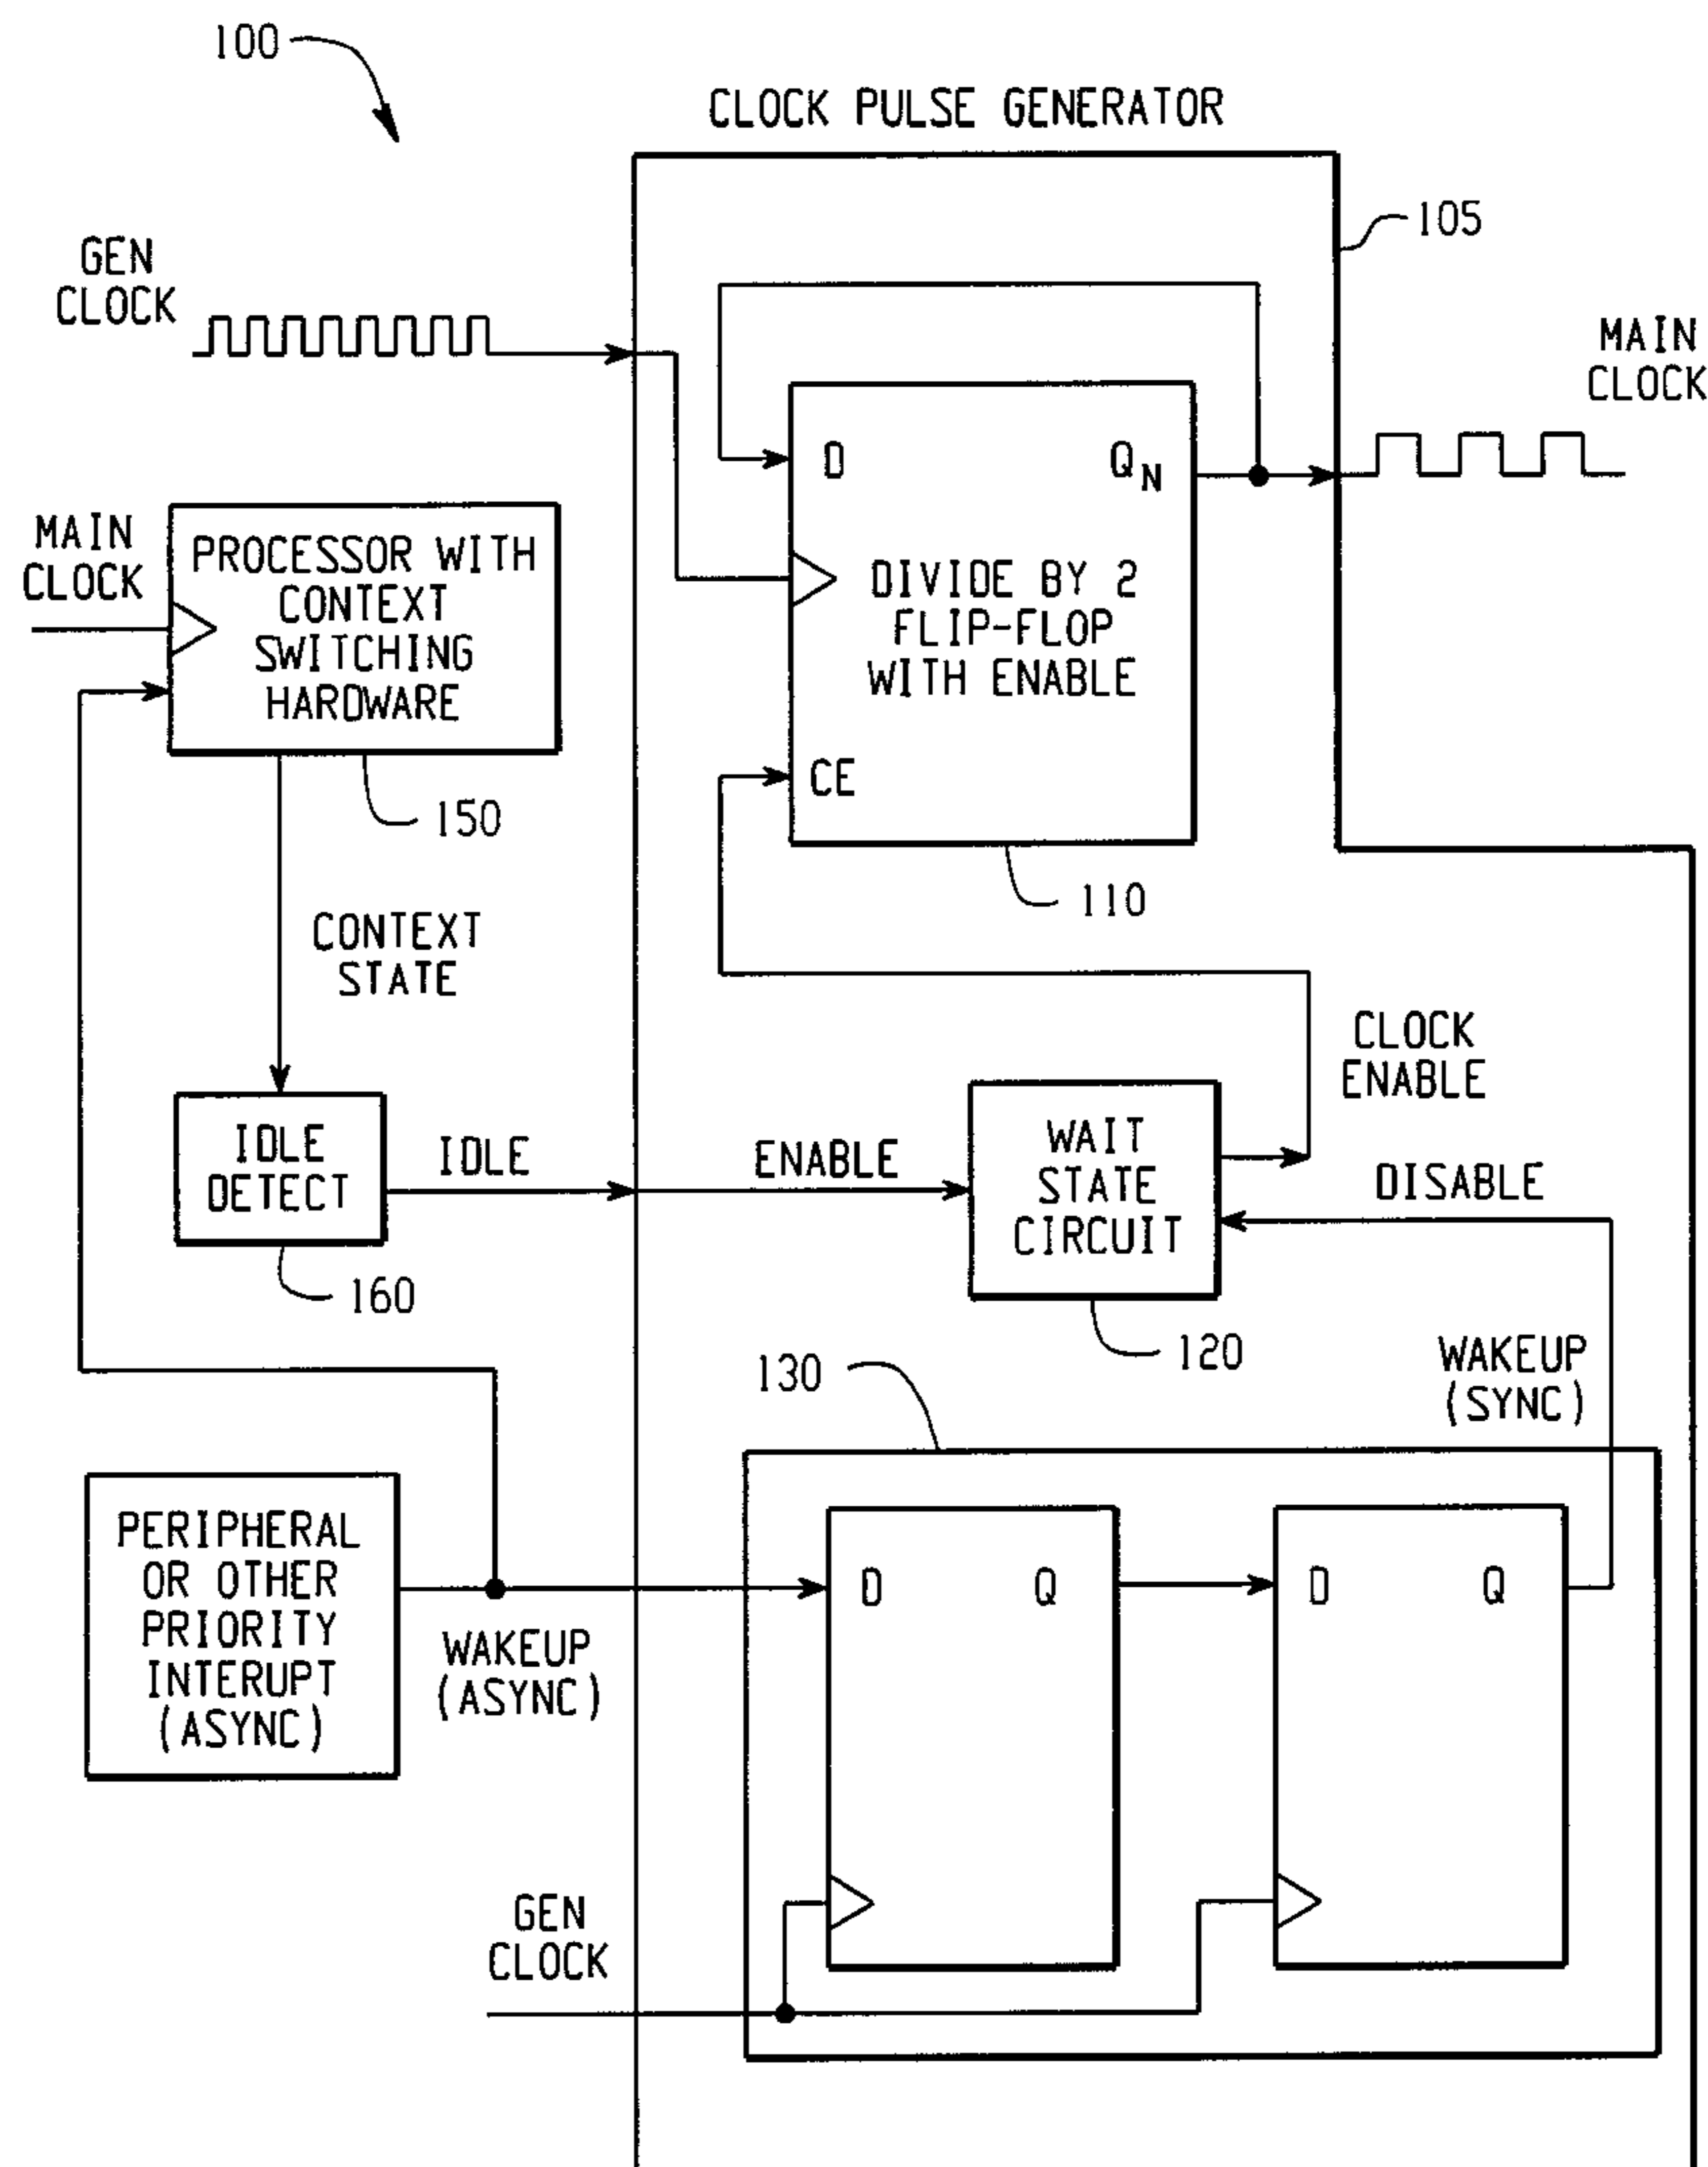 100
CLOCK PULSE GENERATOR
105
GEN
CLOCK
MAIN
CLOCK
D
QN
DIVIDE BY 2
FLIP-FLOP
WITH ENABLE
CE
110
MAIN
CLOCK
PROCESSOR WITH
CONTEXT
SWITCHING
HARDWARE
150
CONTEXT
STATE
CLOCK
ENABLE
IDLE
DETECT
160
IDLE
ENABLE
WAIT
STATE
CIRCUIT
120
DISABLE
WAKEUP
(SYNC)
130
PERIPHERAL
OR OTHER
PRIORITY
INTERUPT
(ASYNC)
WAKEUP
(ASYNC)
D
Q
D
Q
GEN
CLOCK